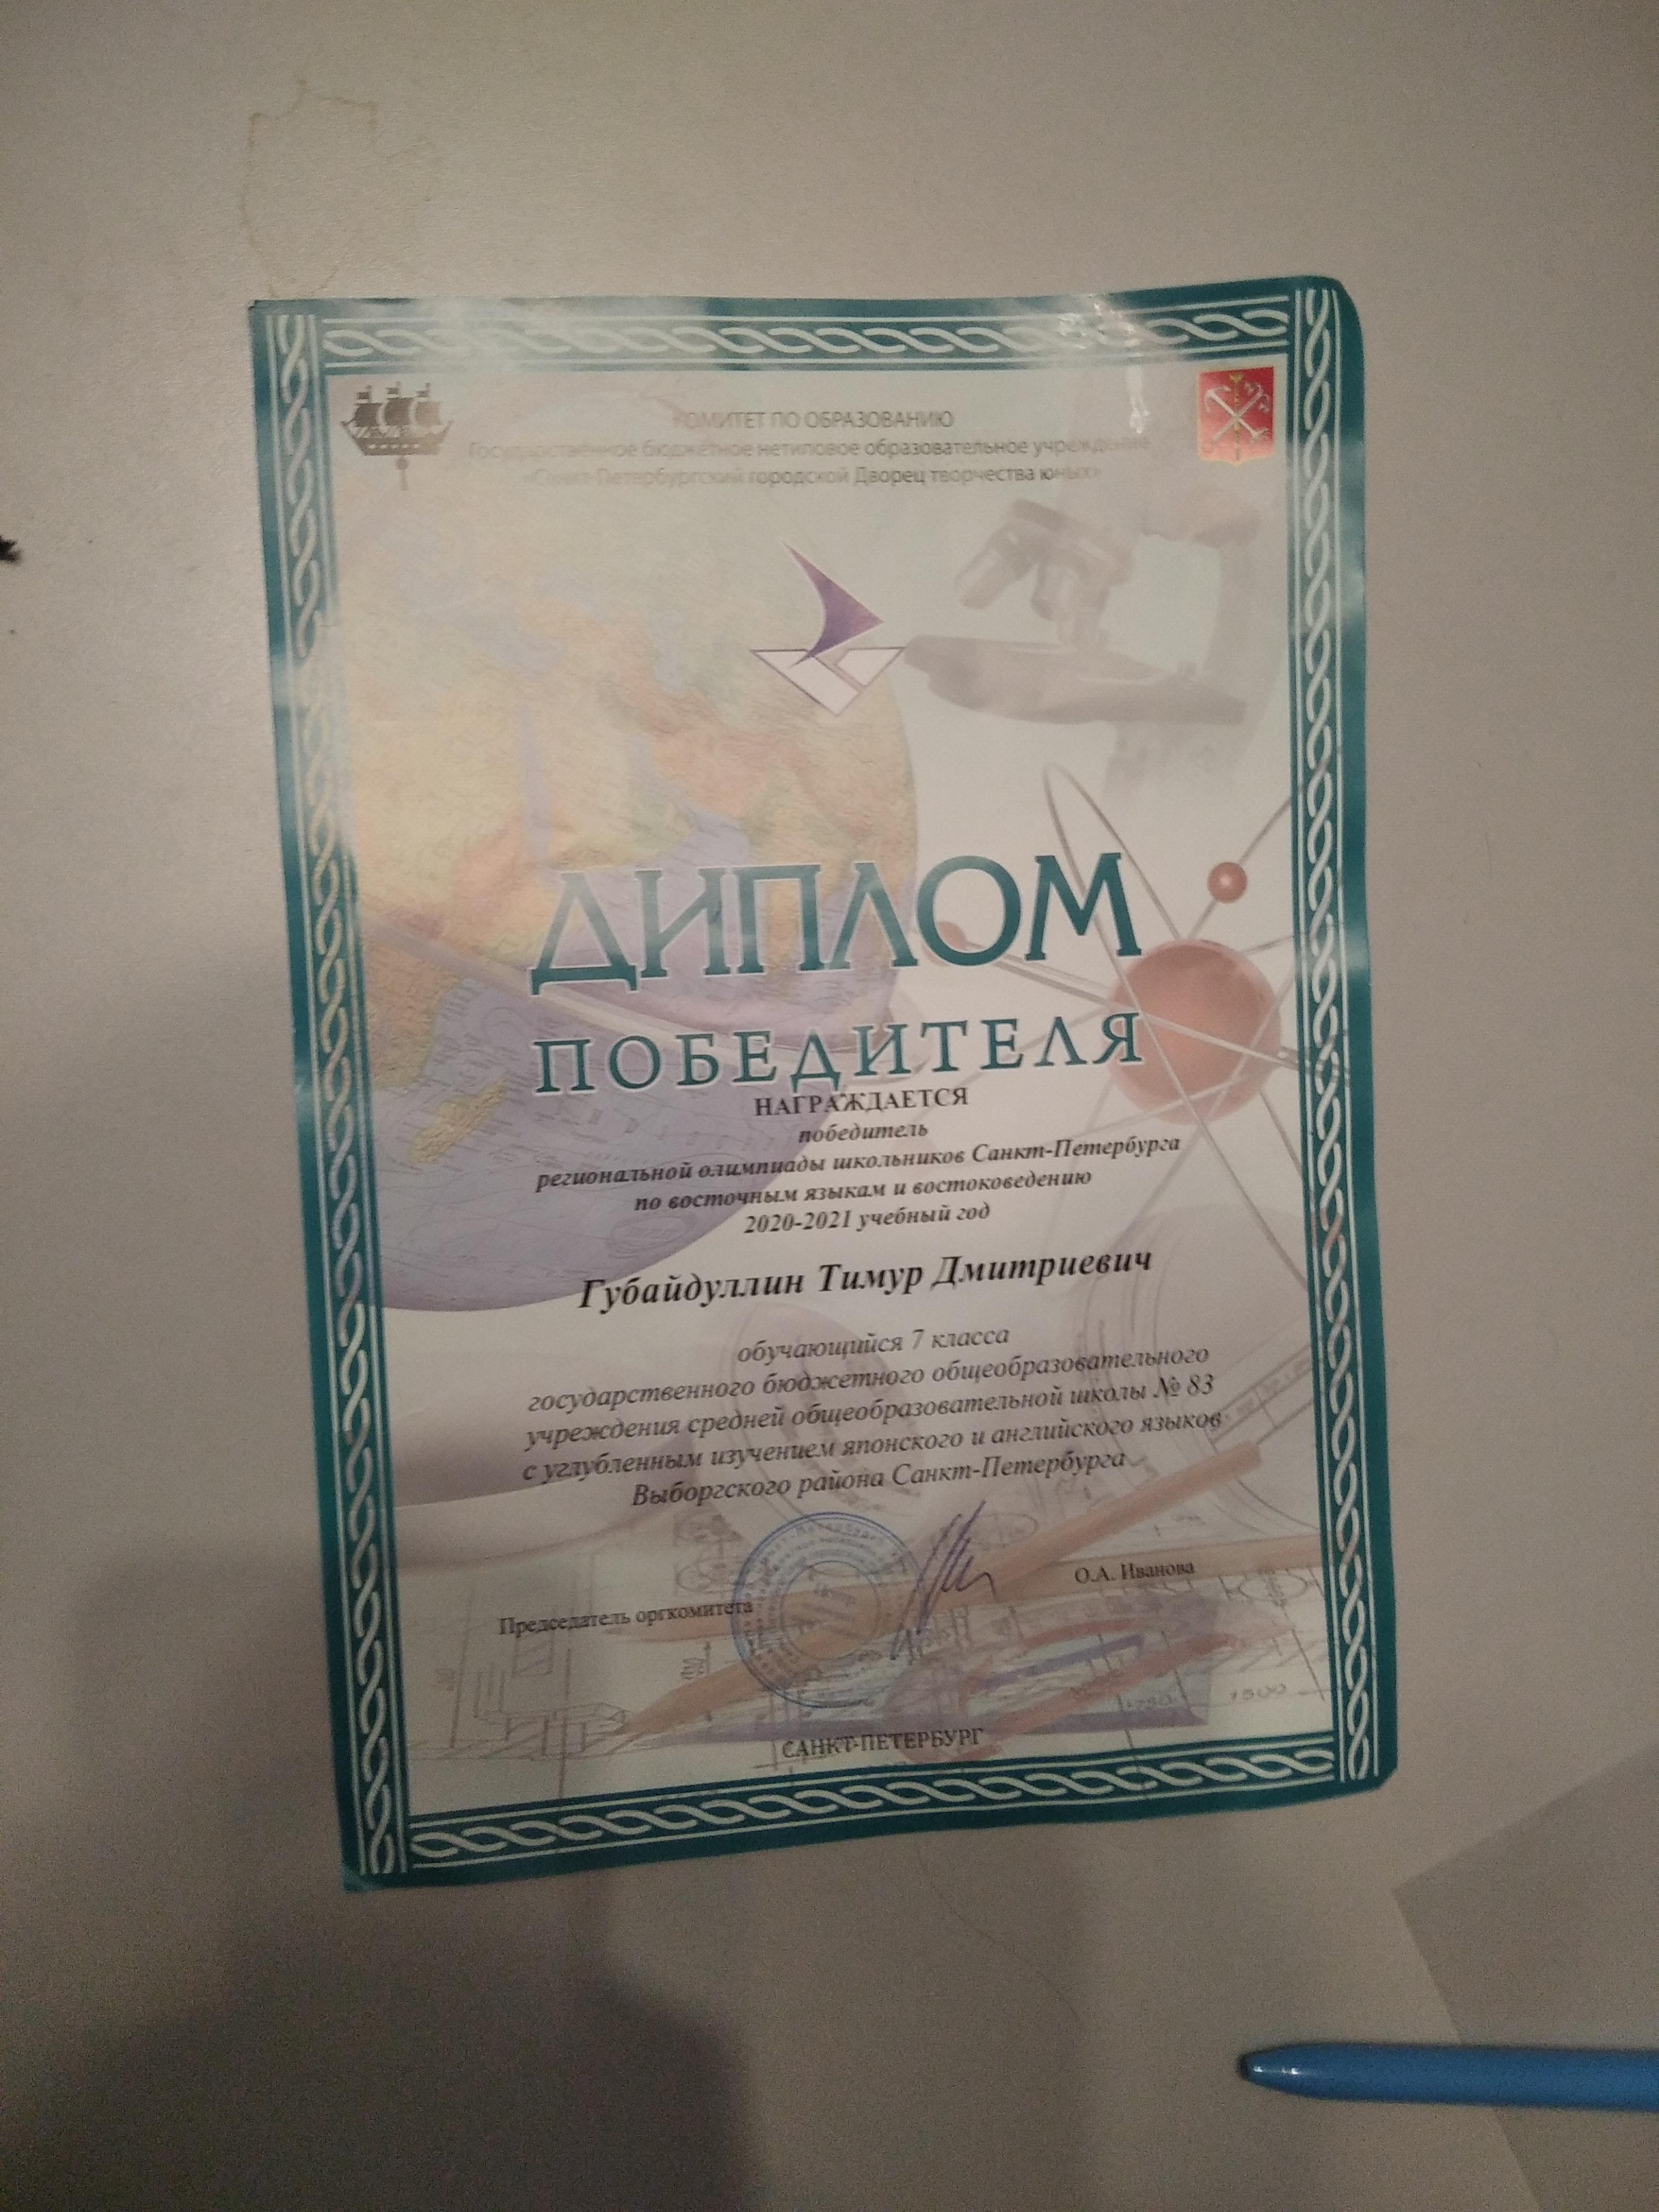 КОМИТЕТ ПО ОБРАЗОВАНИЮ
Государственное бюджетное нетиповое образовательное учреждение
«Санкт-Петербургский городской Дворец творчества юных»
ДИПЛОМ
ПОБЕДИТЕЛЯ
НАГРАЖДАЕТСЯ
победитель
региональной олимпиады школьников Санкт-Петербурга
по восточным языкам и востоковедению
2020-2021 учебный год
Губайдуллин Тимур Дмитриевич
обучающийся 7 класса
государственного бюджетного общеобразовательного
учреждения средней общеобразовательной школы № 83
с углубленным изучением японского и английского языков
Выборгского района Санкт-Петербурга
Председатель оргкомитета
О.А. Иванова
1250
1500
САНКТ-ПЕТЕРБУРГ